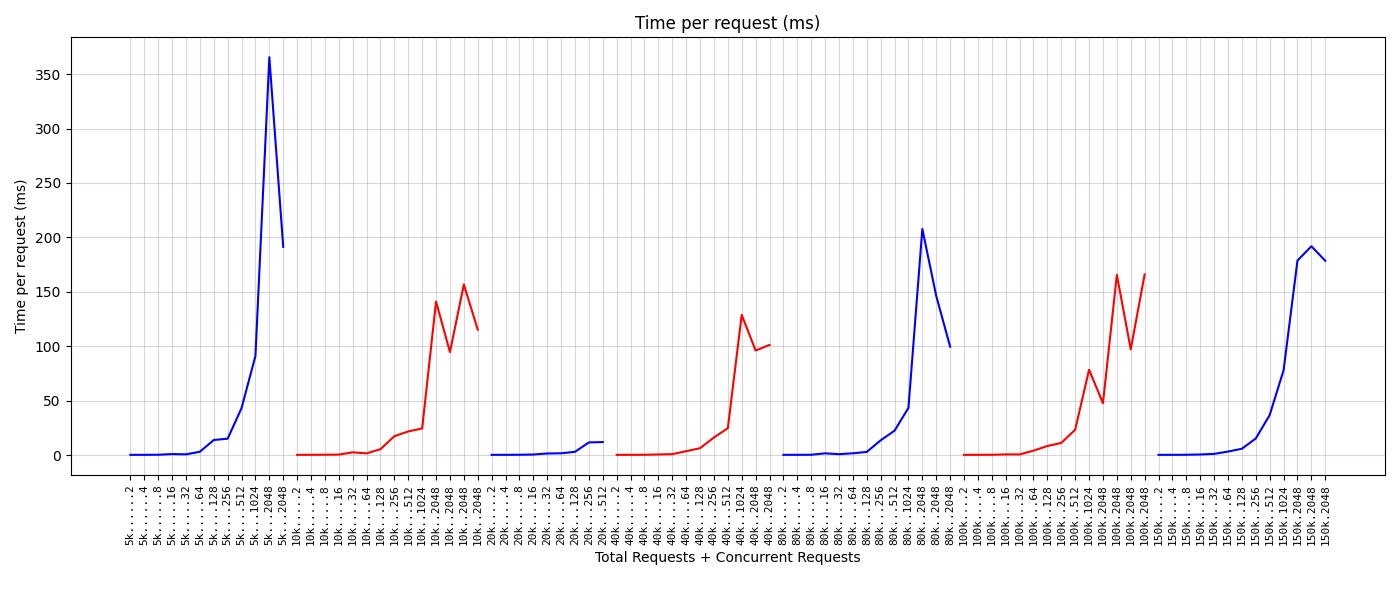 Time per request (ms)
Time per request (ms)
350
300
250
200
150
100
50
0
5k......2
5k......4
5k......8
5k.....16
5k.....32
5k.....64
5k....128
5k....256
5k....512
5k...1024
5k...2048
5k...2048
10k.....2
10k.....4
10k.....8
10k....16
10k....32
10k....64
10k...128
10k...256
10k...512
10k..1024
10k..2048
10k..2048
10k..2048
10k..2048
20k.....2
20k.....4
20k.....8
20k....16
20k....32
20k....64
20k...128
20k...256
20k...512
40k.....2
40k.....4
40k.....8
40k....16
40k....32
40k....64
40k...128
40k...256
40k...512
40k..1024
40k..2048
40k..2048
80k.....2
80k.....4
80k.....8
80k....16
80k....32
80k....64
80k...128
80k...256
80k...512
80k..1024
80k..2048
80k..2048
80k..2048
100k....2
100k....4
100k....8
100k...16
100k...32
100k...64
100k..128
100k..256
100k..512
100k.1024
100k.2048
100k.2048
100k.2048
100k.2048
150k....2
150k....4
150k....8
150k...16
150k...32
150k...64
150k..128
150k..256
150k..512
150k.1024
150k.2048
150k.2048
150k.2048
Total Requests + Concurrent Requests